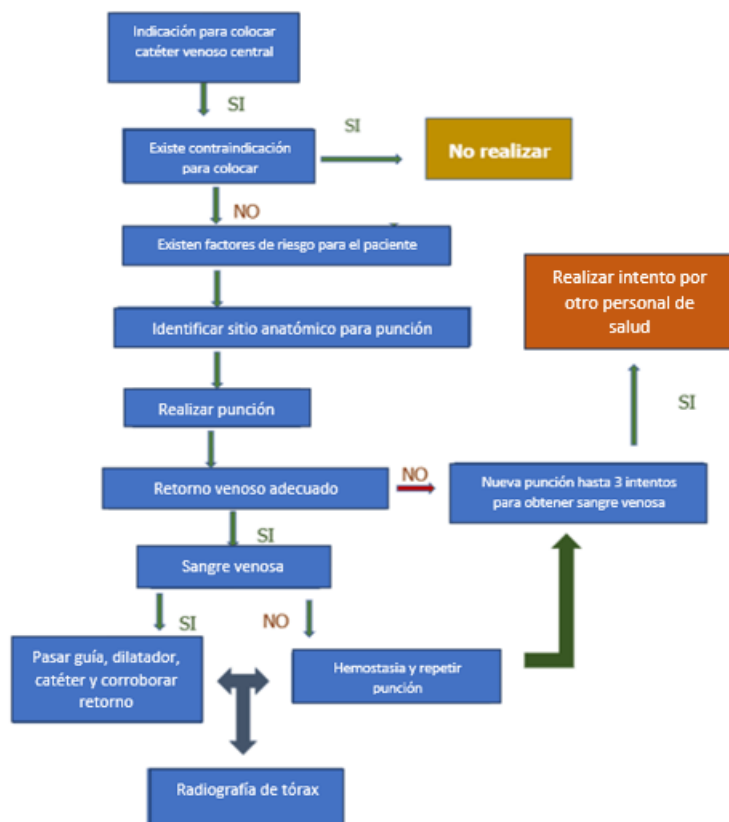 Indicación para colocar
catéter venoso central
SI
Existe contraindicación
para colocar
SI
No realizar
NO
Existen factores de riesgo para el paciente
Realizar intento por
otro personal de
salud
Identificar sitio anatómico para punción
SI
Realizar punción
Retorno venoso adecuado
NO
Nueva punción hasta 3 intentos
para obtener sangre venosa
SI
Sangre venosa
SI
NO
Pasar guía, dilatador,
catéter y corroborar
retorno
Hemostasia y repetir
punción
Radiografía de tórax